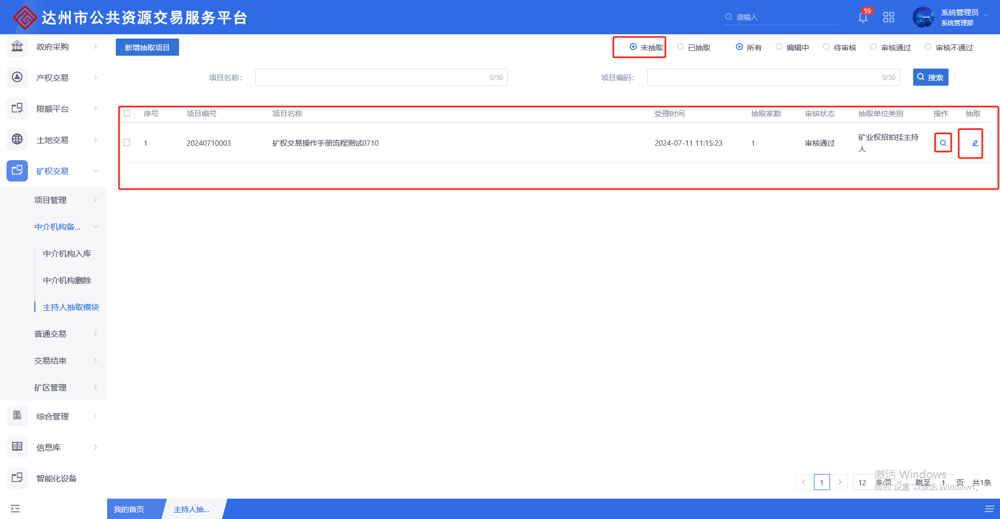 达州市公共资源交易服务平台
请输入
59
系统管理员
系统管理部
政府采购
产权交易
限额平台
土地交易
矿权交易
项目管理
中介机构备...
中介机构入库
中介机构删除
主持人抽取模块
普通交易
交易结束
矿区管理
综合管理
信息库
智能化设备
新增抽取项目
未抽取 已抽取 所有 编辑中 待审核 审核通过 审核不通过
项目名称: 0/50 项目编码: 0/50 搜索
序号 项目编号 项目名称 受理时间 抽取家数 审核状态 抽取单位类别 操作 抽取
1 20240710003 矿权交易操作手册流程测试0710 2024-07-11 11:15:23 1 审核通过 矿业权招拍挂主持
人
激活 Windows
1 12 条/页 跳至 1 页 共1条
转到"设置"以激活 Windows。
我的首页 主持人抽...